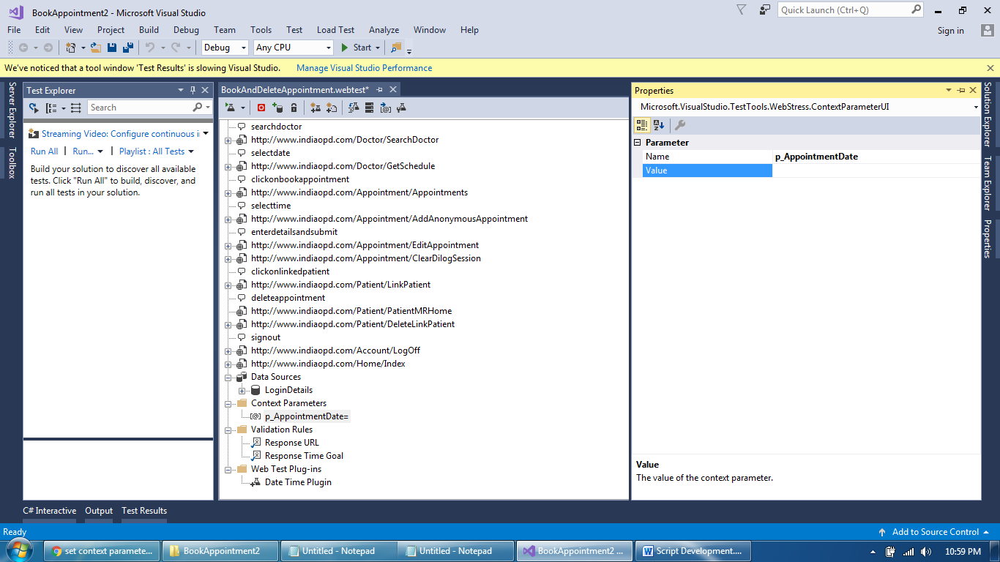 BookAppointment2 - Microsoft Visual Studio
Quick Launch (Ctrl+Q)
File Edit View Project Build Debug Team Tools Test Load Test Analyze Window Help
Sign in
Debug Any CPU Start
We've noticed that a tool window 'Test Results' is slowing Visual Studio. Manage Visual Studio Performance
Server Explorer
Toolbox
Test Explorer
Search
Streaming Video: Configure continuous i
Run All | Run... | Playlist : All Tests
Build your solution to discover all available
tests. Click "Run All" to build, discover, and
run all tests in your solution.
BookAndDeleteAppointment.webtest*
searchdoctor
http://www.indiaopd.com/Doctor/SearchDoctor
selectdate
http://www.indiaopd.com/Doctor/GetSchedule
clickonbookappointment
http://www.indiaopd.com/Appointment/Appointments
selecttime
http://www.indiaopd.com/Appointment/AddAnonymousAppointment
enterdetailsandsubmit
http://www.indiaopd.com/Appointment/EditAppointment
http://www.indiaopd.com/Appointment/ClearDilogSession
clickonlinkedpatient
http://www.indiaopd.com/Patient/LinkPatient
deleteappointment
http://www.indiaopd.com/Patient/PatientMRHome
http://www.indiaopd.com/Patient/DeleteLinkPatient
signout
http://www.indiaopd.com/Account/LogOff
http://www.indiaopd.com/Home/Index
Data Sources
LoginDetails
Context Parameters
p_AppointmentDate=
Validation Rules
Response URL
Response Time Goal
Web Test Plug-ins
Date Time Plugin
Properties
Microsoft.VisualStudio.TestTools.WebStress.ContextParameterUI
Parameter
Name p_AppointmentDate
Value
Value
The value of the context parameter.
Solution Explorer
Team Explorer
Properties
C# Interactive Output Test Results
Ready
Add to Source Control
set context paramete... BookAppointment2 Untitled - Notepad Untitled - Notepad BookAppointment2 ... Script Development.... 10:59 PM